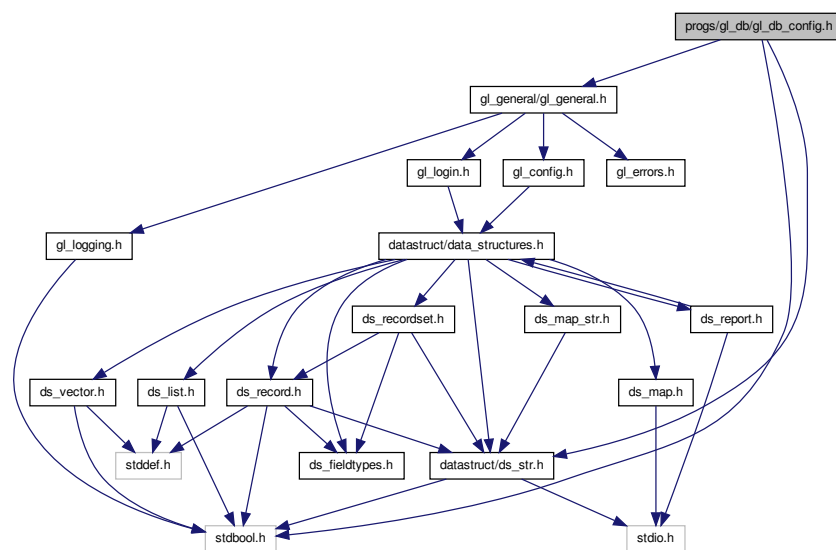 progs/gl_db/gl_db_config.h
gl_general/gl_general.h
gl_login.h
gl_config.h
gl_errors.h
gl_logging.h
datastruct/data_structures.h
ds_recordset.h
ds_map_str.h
ds_report.h
ds_vector.h
ds_list.h
ds_record.h
ds_map.h
stddef.h
ds_fieldtypes.h
datastruct/ds_str.h
stdbool.h
stdio.h